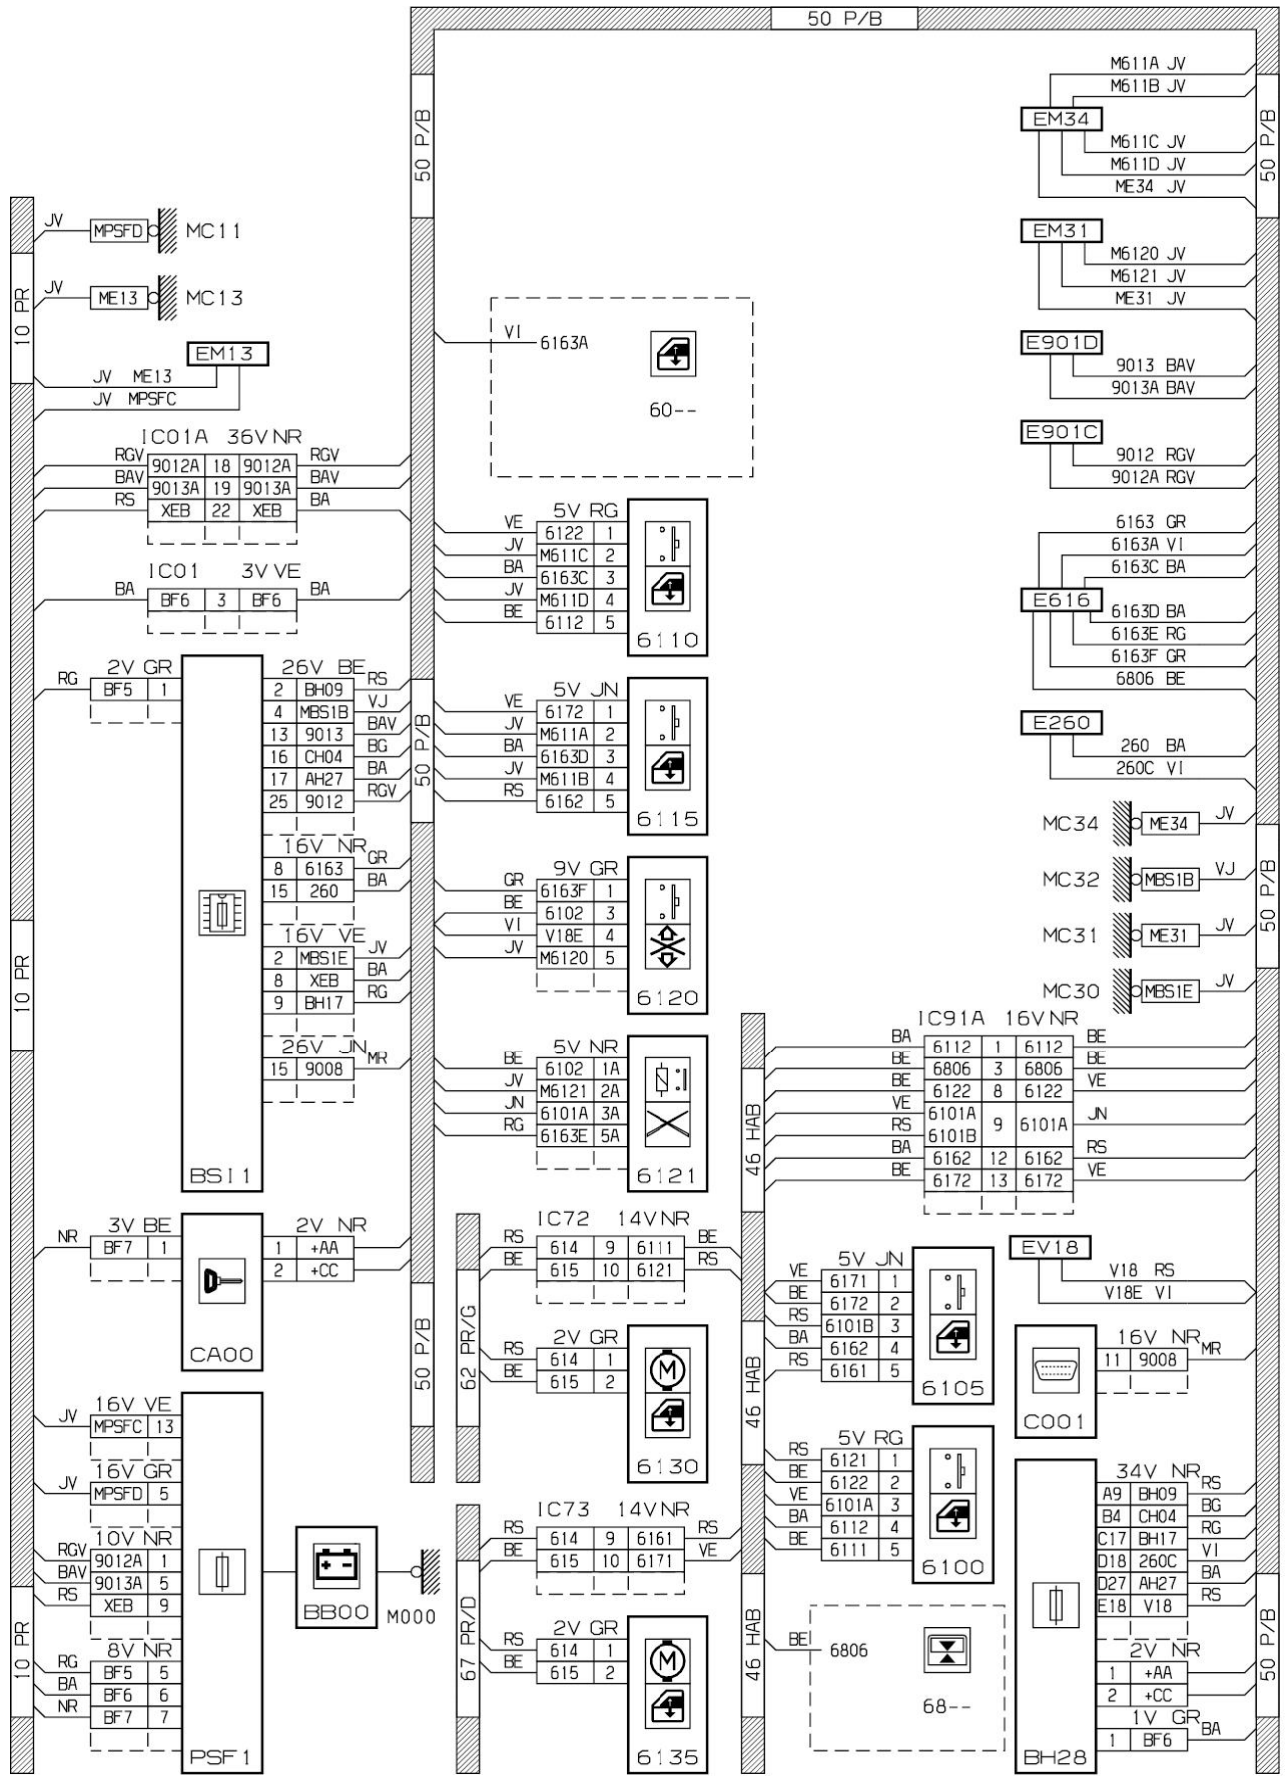 50 P/B
M611A JV
M611B JV
EM34
M611C JV
M611D JV
ME34 JV
50 P/B
50 P/B
JV MPSFD MC11
JV ME13 MC13
10 PR
EM13
JV ME13
JV MPSFC
EM31
M6120 JV
M6121 JV
ME31 JV
VI 6163A
60--
E901D
9013 BAV
9013A BAV
E901C
9012 RGV
9012A RGV
IC01A 36V NR
RGV 9012A 18 9012A RGV
BAV 9013A 19 9013A BAV
RS XEB 22 XEB BA
IC01 3V VE
BA BF6 3 BF6 BA
5V RG
VE 6122 1
JV M611C 2
BA 6163C 3
JV M611D 4
BE 6112 5
6110
6163 GR
6163A VI
6163C BA
E616
6163D BA
6163E RG
6163F GR
6806 BE
2V GR
RG BF5 1
26V BE
2 BH09 RS
4 MBS1B VJ
13 9013 BAV
16 CH04 BG
17 AH27 BA
25 9012 RGV
16V NR
8 6163 GR
15 260 BA
16V VE
2 MBS1E JV
8 XEB BA
9 BH17 RG
26V JN
15 9008 MR
BSI1
50 P/B
5V JN
VE 6172 1
JV M611A 2
BA 6163D 3
JV M611B 4
RS 6162 5
6115
E260
260 BA
260C VI
MC34 ME34 JV
MC32 MBS1B VJ
MC31 ME31 JV
MC30 MBS1E JV
50 P/B
9V GR
GR 6163F 1
BE 6102 3
VI V18E 4
JV M6120 5
6120
10 PR
5V NR
BE 6102 1A
JV M6121 2A
JN 6101A 3A
RG 6163E 5A
6121
46 HAB
IC91A 16V NR
BA 6112 1 6112 BE
BE 6806 3 6806 BE
BE 6122 8 6122 VE
VE 6101A
RS 6101B
9 6101A JN
BA 6162 12 6162 RS
BE 6172 13 6172 VE
3V BE
NR BF7 1
2V NR
1 +AA
2 +CC
CA00
50 P/B
62 PR/G
IC72 14V NR
RS 614 9 6111 BE
BE 615 10 6121 RS
2V GR
RS 614 1
BE 615 2
M
6130
46 HAB
5V JN
VE 6171 1
BE 6172 2
RS 6101B 3
BA 6162 4
RS 6161 5
6105
EV18
V18 RS
V18E VI
16V NR
11 9008 MR
C001
16V VE
JV MPSFC 13
16V GR
JV MPSFD 5
10V NR
RGV 9012A 1
BAV 9013A 5
RS XEB 9
8V NR
RG BF5 5
BA BF6 6
NR BF7 7
PSF1
10 PR
+ -
BB00
M000
67 PR/D
IC73 14V NR
RS 614 9 6161 RS
BE 615 10 6171 VE
2V GR
RS 614 1
BE 615 2
M
6135
46 HAB
5V RG
RS 6121 1
BE 6122 2
VE 6101A 3
BA 6112 4
BE 6111 5
6100
BE 6806
68--
34V NR
A9 BH09 RS
B4 CH04 BG
C17 BH17 RG
D18 260C VI
D27 AH27 BA
E18 V18 RS
2V NR
1 +AA
2 +CC
1V GR
1 BF6 BA
BH28
50 P/B